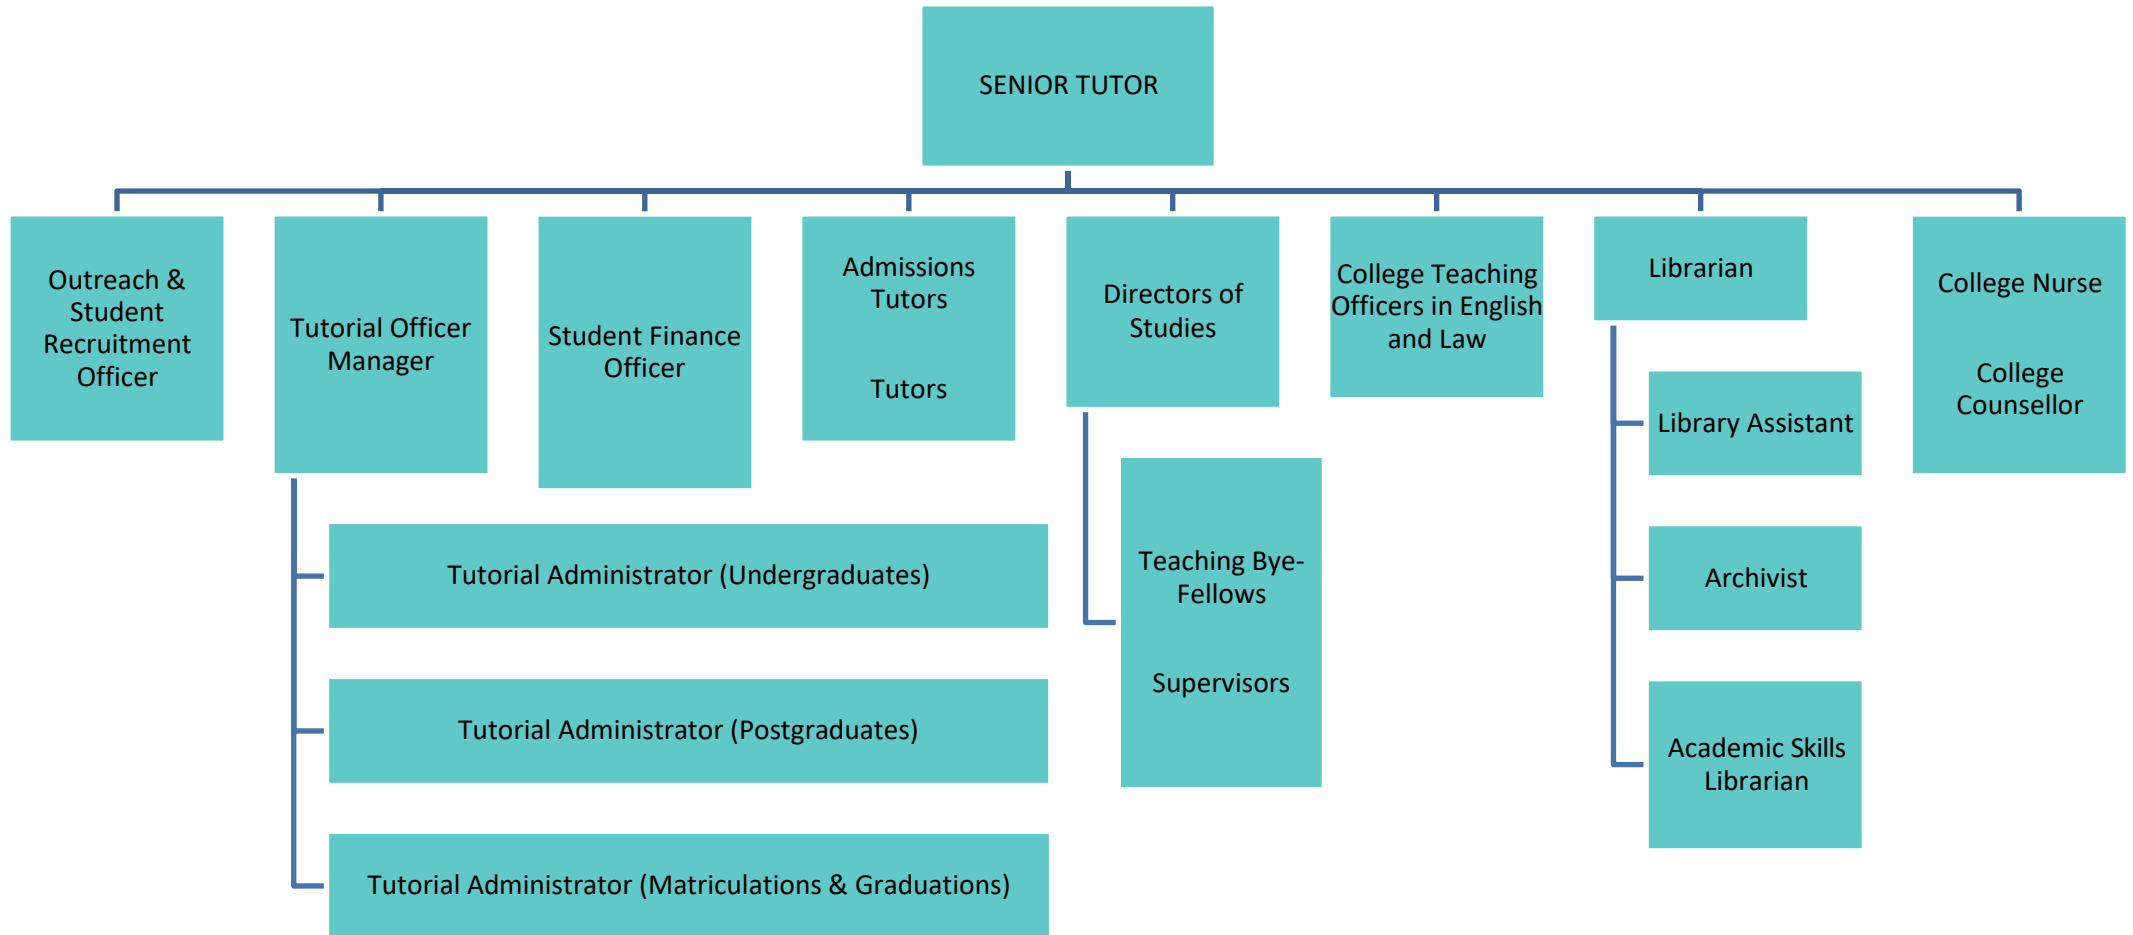 SENIOR TUTOR
Outreach &
Student
Recruitment
Officer
Tutorial Officer
Manager
Student Finance
Officer
Admissions
Tutors
Tutors
Directors of
Studies
College Teaching
Officers in English
and Law
Librarian
College Nurse
College
Counsellor
Tutorial Administrator (Undergraduates)
Tutorial Administrator (Postgraduates)
Tutorial Administrator (Matriculations & Graduations)
Teaching Bye-
Fellows
Supervisors
Library Assistant
Archivist
Academic Skills
Librarian